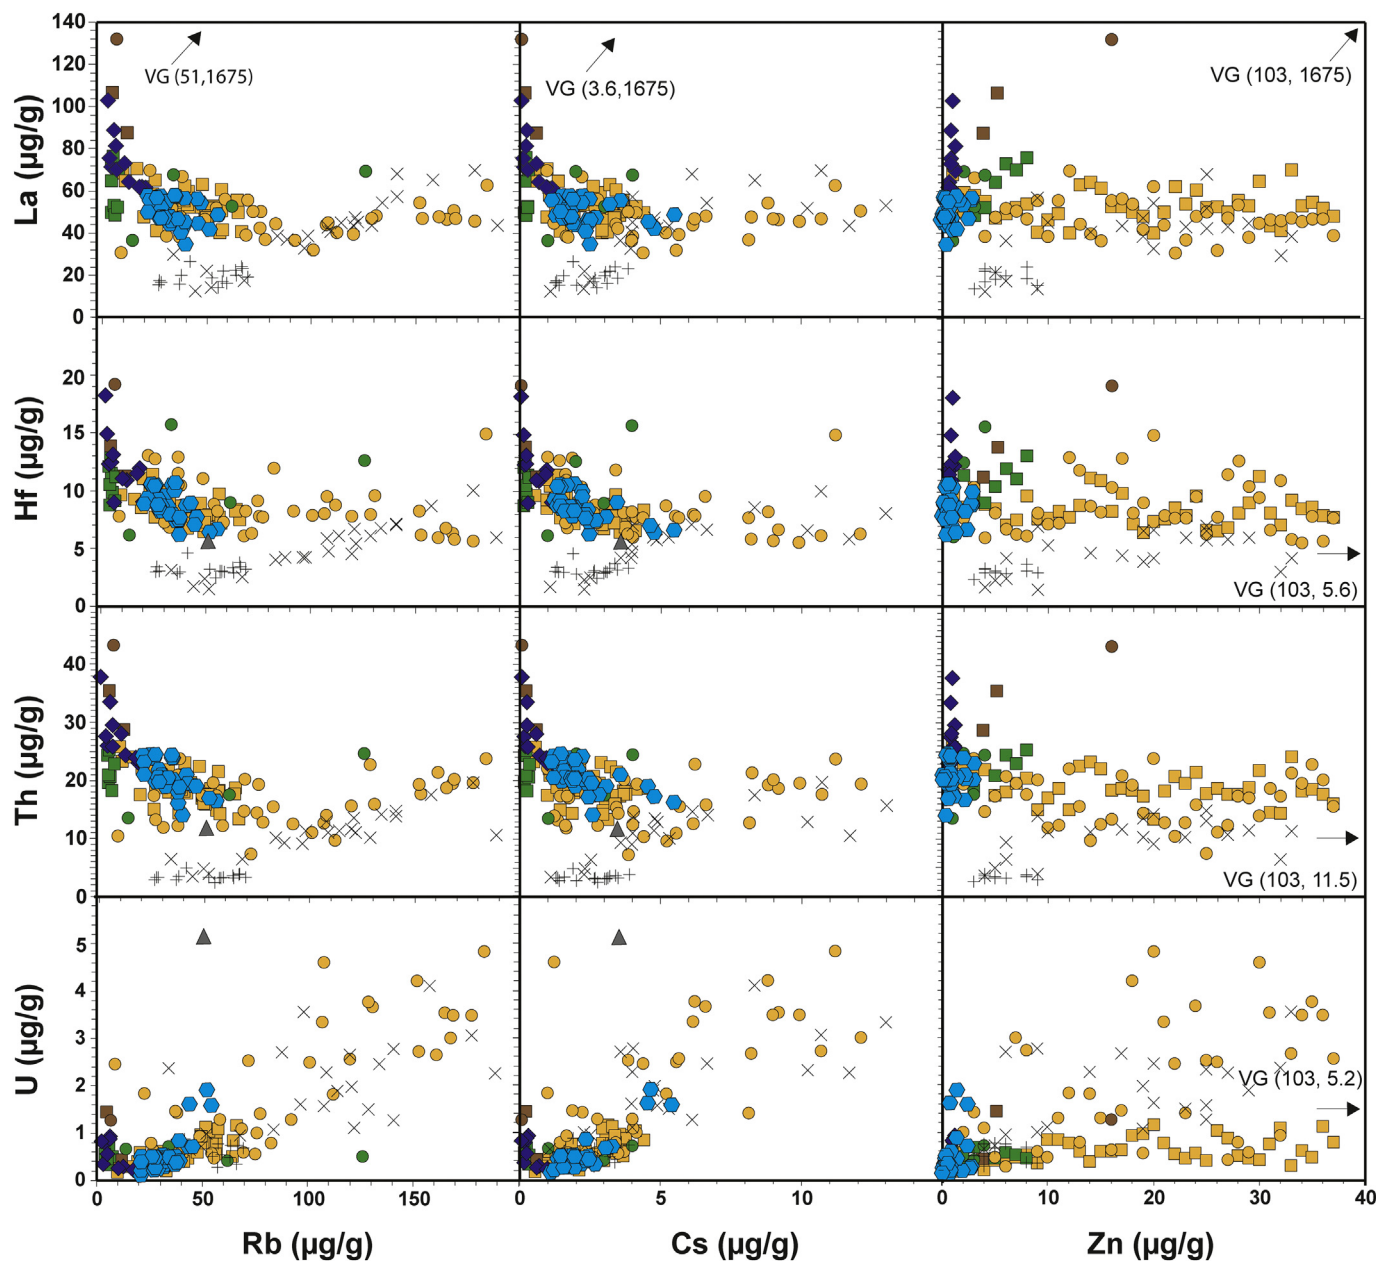 140
120
100
80
60
40
20
0
La (µg/g)
VG (51,1675)
VG (3.6,1675)
VG (103, 1675)
20
15
10
5
0
Hf (µg/g)
VG (103, 5.6)
40
30
20
10
0
Th (µg/g)
VG (103, 11.5)
5
4
3
2
1
0
U (µg/g)
VG (103, 5.2)
0 50 100 150 0 5 10 0 10 20 30 40
Rb (µg/g) Cs (µg/g) Zn (µg/g)